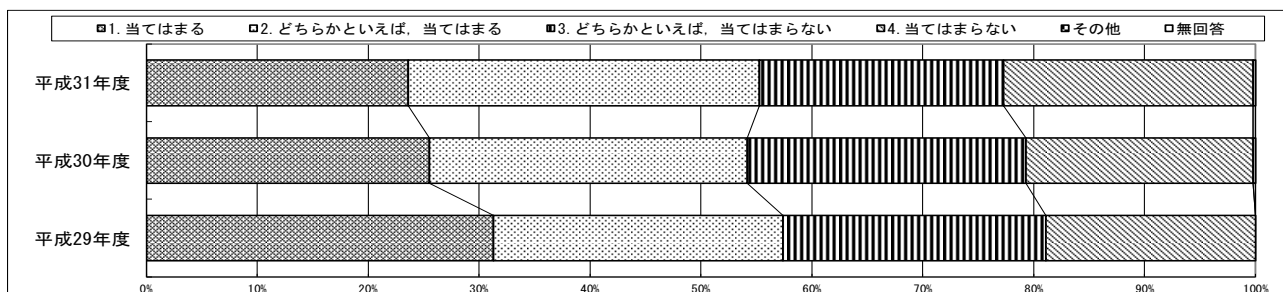 1. 当てはまる 2. どちらかといえば, 当てはまる 3. どちらかといえば, 当てはまらない 4. 当てはまらない その他 無回答
平成31年度
平成30年度
平成29年度
0% 10% 20% 30% 40% 50% 60% 70% 80% 90% 100%